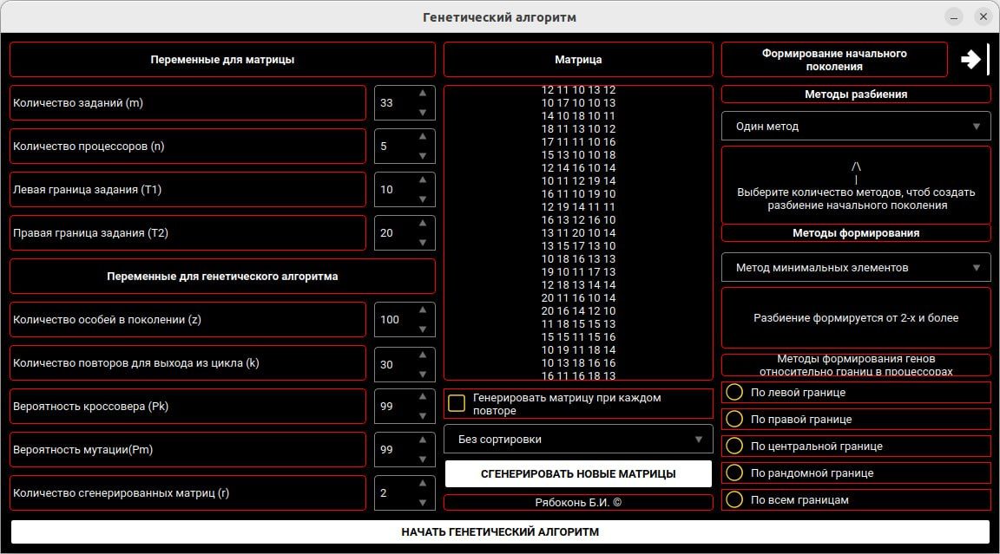 Генетический алгоритм
Переменные для матрицы
Количество заданий (m)
33
Количество процессоров (n)
5
Левая граница задания (T1)
10
Правая граница задания (T2)
20
Переменные для генетического алгоритма
Количество особей в поколении (z)
100
Количество повторов для выхода из цикла (k)
30
Вероятность кроссовера (Pk)
99
Вероятность мутации(Pm)
99
Количество сгенерированных матриц (r)
2
Матрица
12 11 10 13 12
10 17 10 10 13
14 10 18 10 11
18 11 13 10 12
17 11 11 10 16
15 13 10 10 18
12 14 16 10 14
10 11 12 19 14
16 11 10 19 10
12 19 14 11 11
16 13 12 16 10
13 11 20 10 14
13 15 17 13 10
10 18 16 13 13
19 10 11 17 13
12 18 13 14 14
20 11 16 10 14
20 16 14 12 10
11 18 15 15 13
15 15 11 15 16
10 19 11 18 14
10 13 18 16 16
16 11 16 18 13
Генерировать матрицу при каждом
повторе
Без сортировки
СГЕНЕРИРОВАТЬ НОВЫЕ МАТРИЦЫ
Рябоконь Б.И. ©
Формирование начального
поколения
Методы разбиения
Один метод
/\
|
Выберите количество методов, чтоб создать
разбиение начального поколения
Методы формирования
Метод минимальных элементов
Разбиение формируется от 2-х и более
Методы формирования генов
относительно границ в процессорах
По левой границе
По правой границе
По центральной границе
По рандомной границе
По всем границам
НАЧАТЬ ГЕНЕТИЧЕСКИЙ АЛГОРИТМ